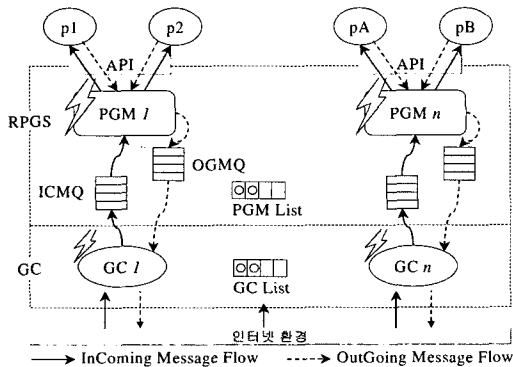 p1 p2 pA pB
API API
RPGS PGM 1 PGM n
OGMQ
ICMQ
PGM List
GC GC 1 GC n
GC List
인터넷 환경
InComing Message Flow OutGoing Message Flow